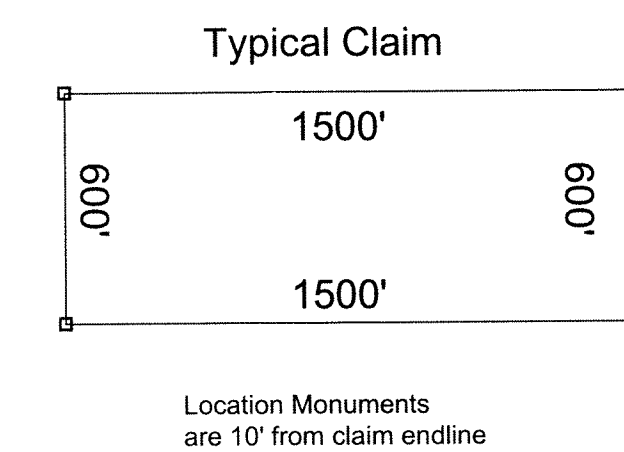 Typical Claim
1500'
600'
600'
1500'
Location Monuments
are 10' from claim endline